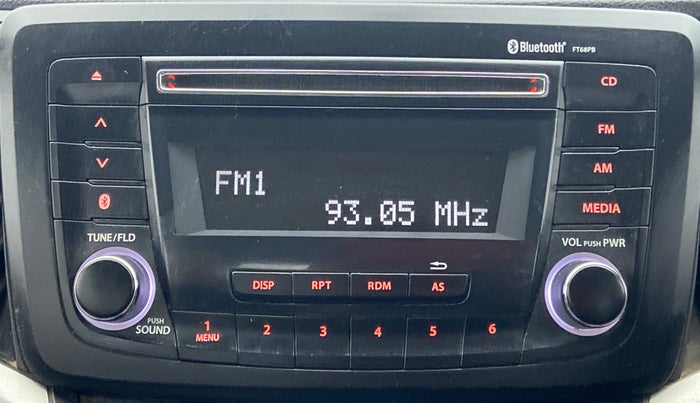 Bluetooth® FT68PB
CD
FM
AM
MEDIA
FM1
93.05 MHz
TUNE/FLD
PUSH
SOUND
VOL PUSH PWR
DISP RPT RDM AS
1 2 3 4 5 6
MENU